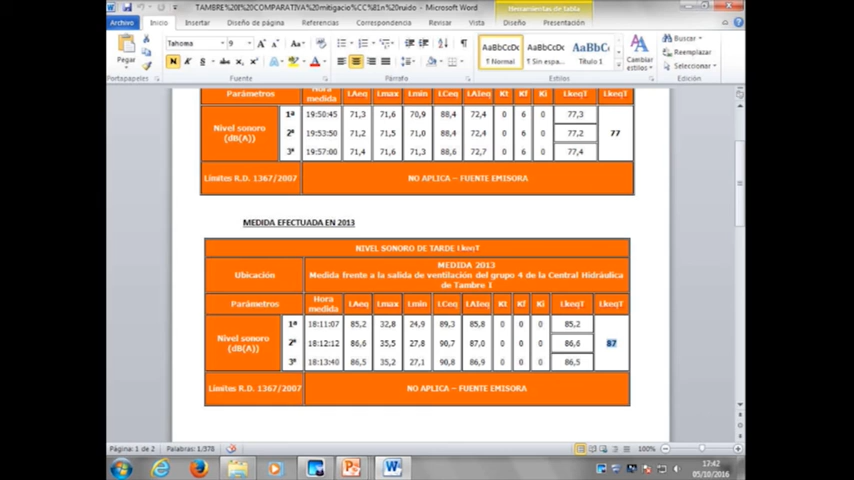 TAMBRE I%20COMPARATIVA%20mitigacio%CC%81n%20ruido - Microsoft Word
Herramientas de tabla
Archivo Inicio Insertar Diseño de página Referencias Correspondencia Revisar Vista Diseño Presentación
Pegar
Tahoma 9
N K S abc
AaBbCcDc AaBbCcDc AaBbC
¶ Normal ¶ Sin espa... Título 1
Cambiar estilos
Buscar
Reemplazar
Seleccionar
Portapapeles Fuente Párrafo Estilos Edición
Parámetros Hora medida LAeq Lmax Lmin LCeq LAIeq Kt Kf Ki LkeqT LkeqT
Nivel sonoro (dB(A))
1ª 19:50:45 71,3 71,6 70,9 88,4 72,4 0 6 0 77,3
2ª 19:53:50 71,2 71,5 71,0 88,4 72,4 0 6 0 77,2 77
3ª 19:57:00 71,4 71,6 71,3 88,6 72,7 0 6 0 77,4
Límites R.D. 1367/2007 NO APLICA – FUENTE EMISORA
MEDIDA EFECTUADA EN 2013
NIVEL SONORO DE TARDE LkeqT
Ubicación
MEDIDA 2013
Medida frente a la salida de ventilación del grupo 4 de la Central Hidráulica
de Tambre I
Parámetros Hora medida LAeq Lmax Lmin LCeq LAIeq Kt Kf Ki LkeqT LkeqT
Nivel sonoro (dB(A))
1ª 18:11:07 85,2 32,8 24,9 89,3 85,8 0 0 0 85,2
2ª 18:12:12 86,6 35,5 27,8 90,7 87,0 0 0 0 86,6 87
3ª 18:13:40 86,5 35,2 27,1 90,8 86,9 0 0 0 86,5
Límites R.D. 1367/2007 NO APLICA – FUENTE EMISORA
Página: 1 de 2 Palabras: 1/378 100%
17:42
05/10/2016